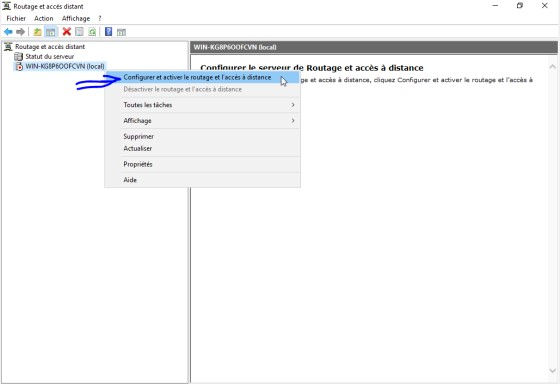 Routage et accès distant
Fichier Action Affichage ?
Routage et accès distant
Statut du serveur
WIN-KG8P6OOFCVN (local)
WIN-KG8P6OOFCVN (local)
Configurer le serveur de Routage et accès à distance
ge et accès à distance, cliquez Configurer et activer le routage et l'accès à
Configurer et activer le routage et l'accès à distance
Désactiver le routage et l'accès à distance
Toutes les tâches
Affichage
Supprimer
Actualiser
Propriétés
Aide